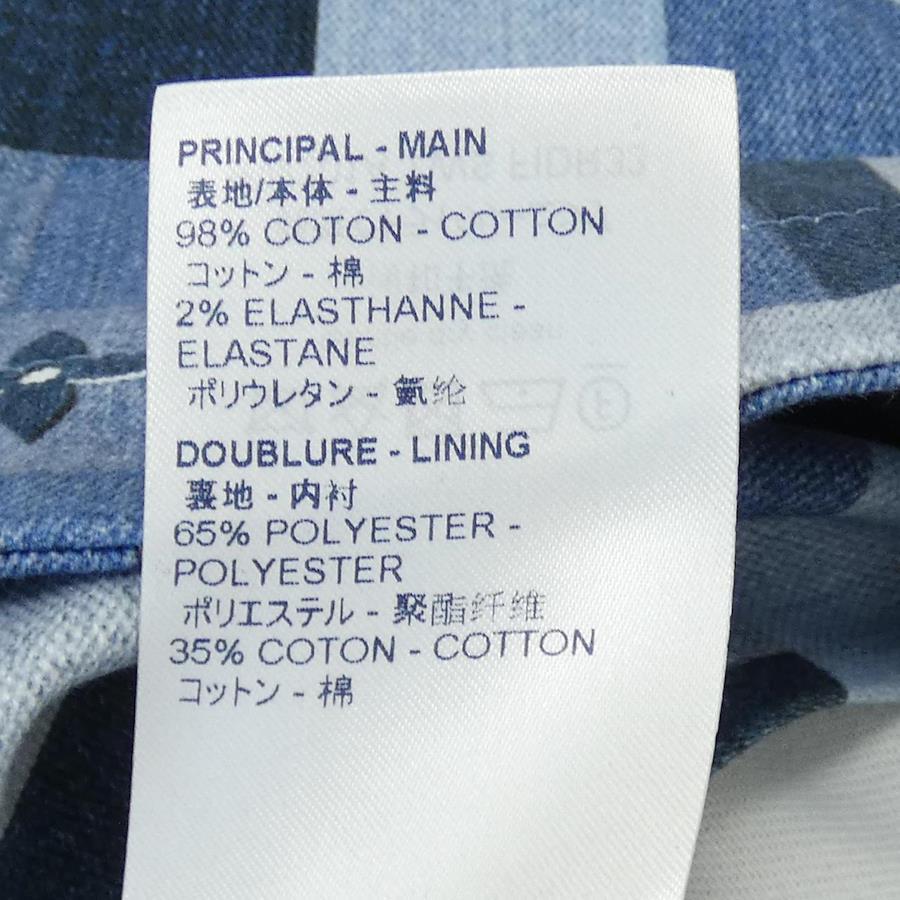 PRINCIPAL - MAIN
表地/本体 - 主料
98% COTON - COTTON
コットン - 棉
2% ELASTHANNE -
ELASTANE
ポリウレタン - 氨纶
DOUBLURE - LINING
裏地 - 内衬
65% POLYESTER -
POLYESTER
ポリエステル - 聚酯纤维
35% COTON - COTTON
コットン - 棉